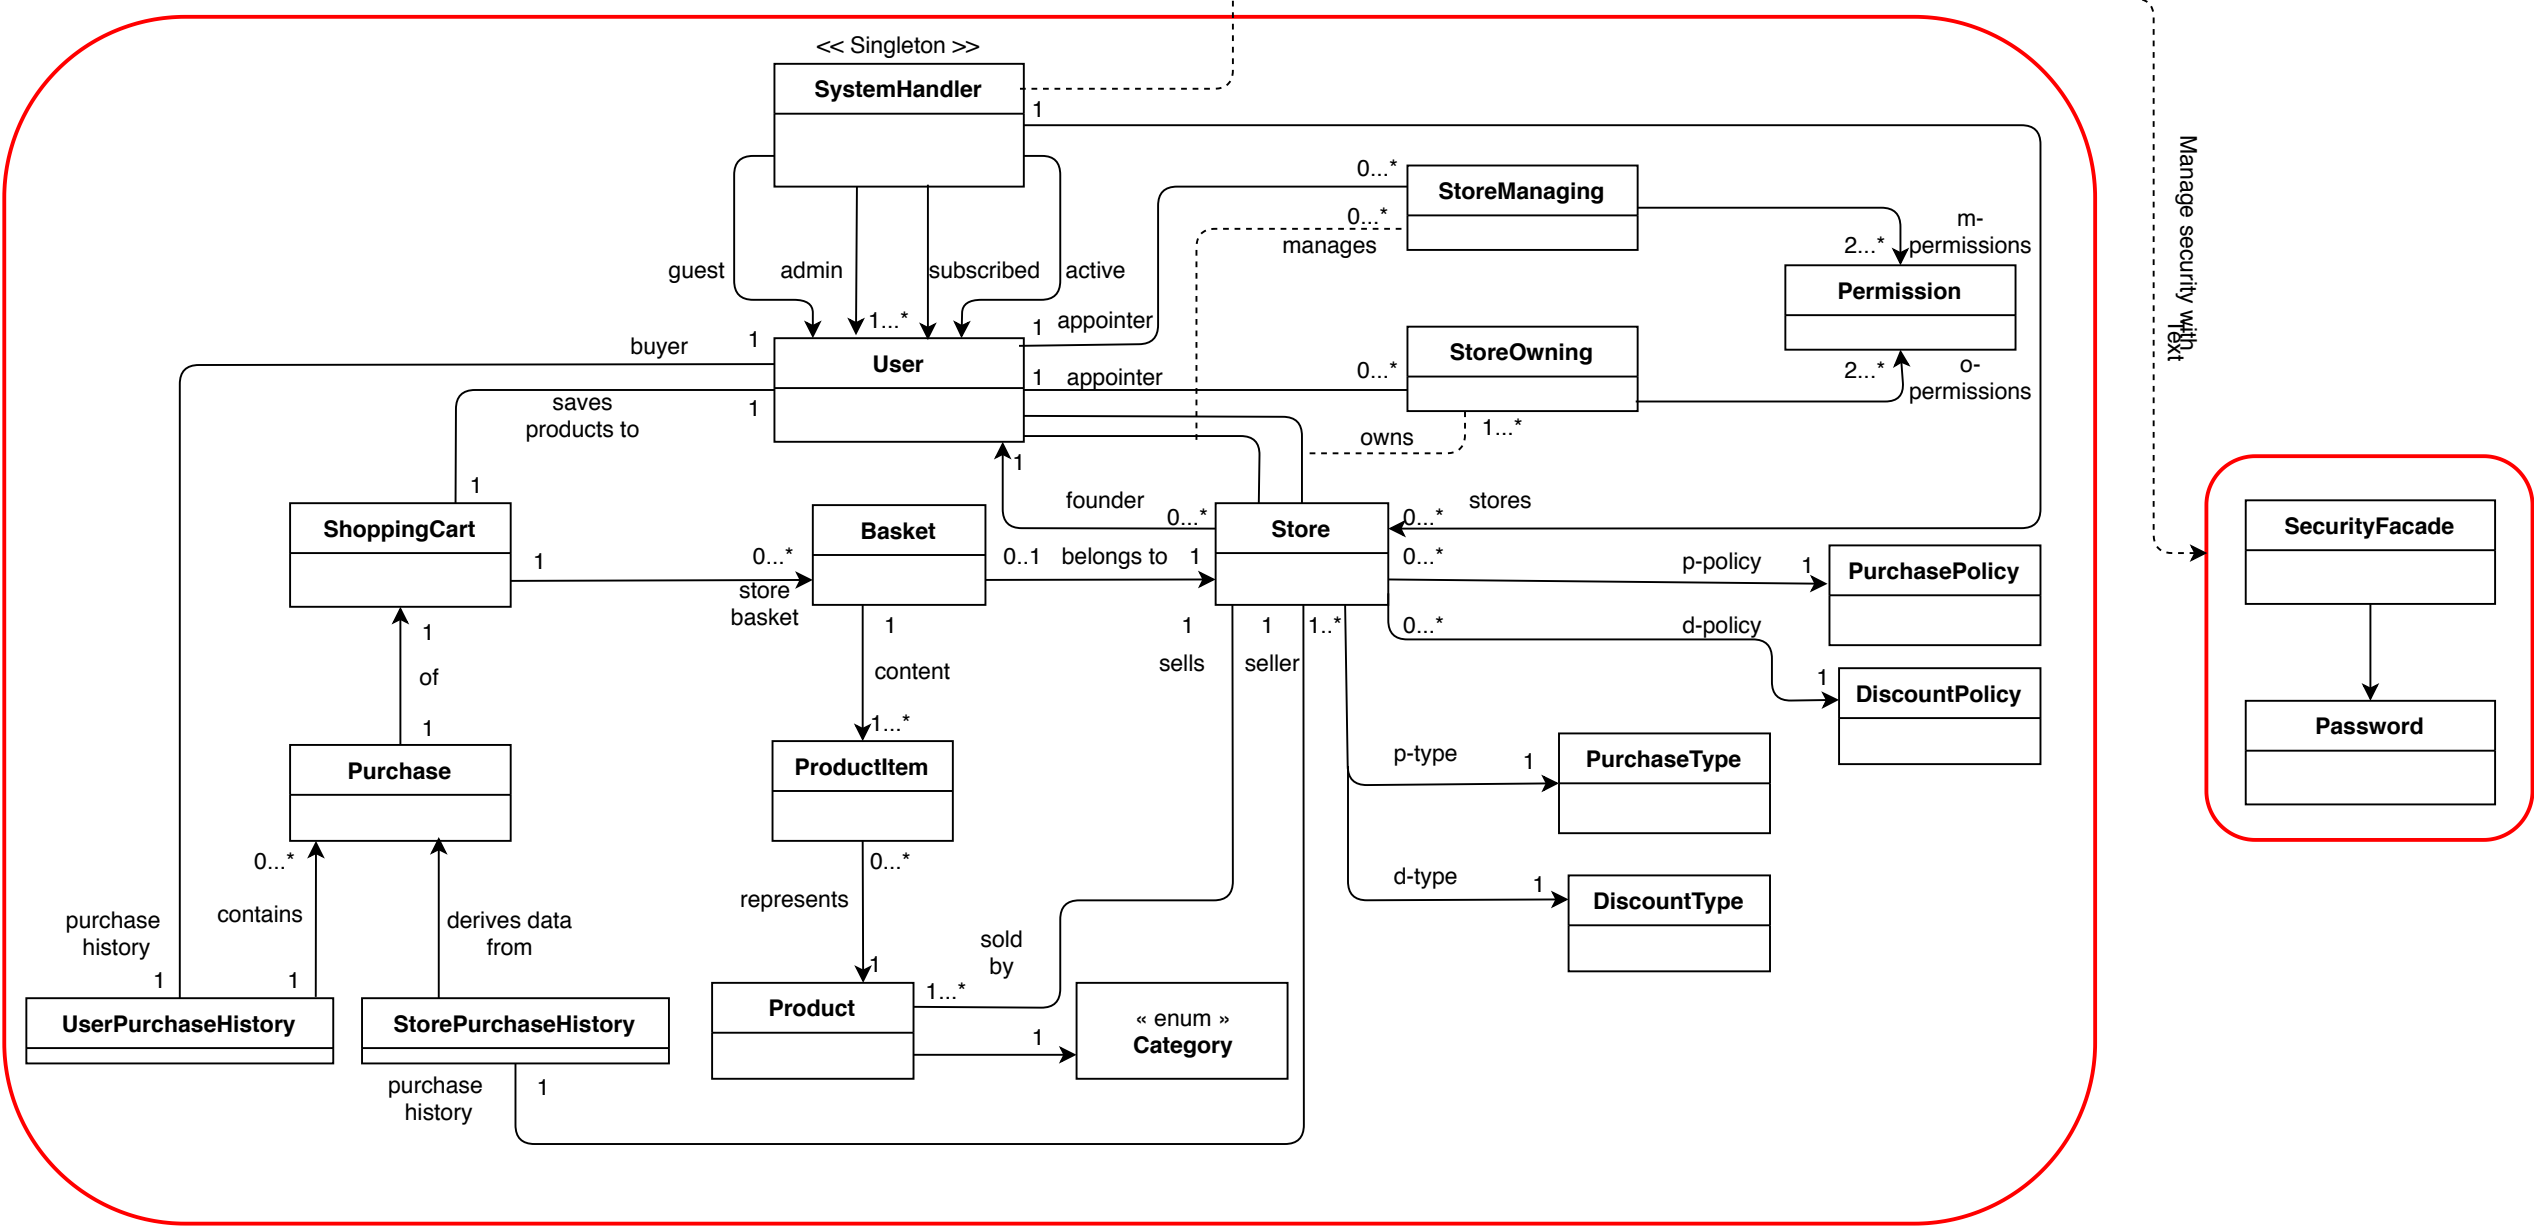 << Singleton >>
SystemHandler
1
guest
admin
subscribed
active
1...*
0...*
StoreManaging
0...*
manages
m-
permissions
2...*
Permission
Manage security with
Text
1
appointer
buyer
1
User
1
appointer
0...*
StoreOwning
2...*
o-
permissions
saves
products to
1
owns
1...*
1
1
founder
0...*
stores
0...*
ShoppingCart
Basket
Store
SecurityFacade
1
0...*
store
basket
0..1
belongs to
1
0...*
p-policy
1
PurchasePolicy
1
of
1
1
content
1...*
1
sells
1
seller
1..*
0...*
d-policy
1
DiscountPolicy
Password
Purchase
ProductItem
p-type
1
PurchaseType
0...*
contains
derives data
from
0...*
represents
1
d-type
1
DiscountType
purchase
history
1
1
sold
by
1...*
UserPurchaseHistory
StorePurchaseHistory
Product
1
« enum »
Category
purchase
history
1